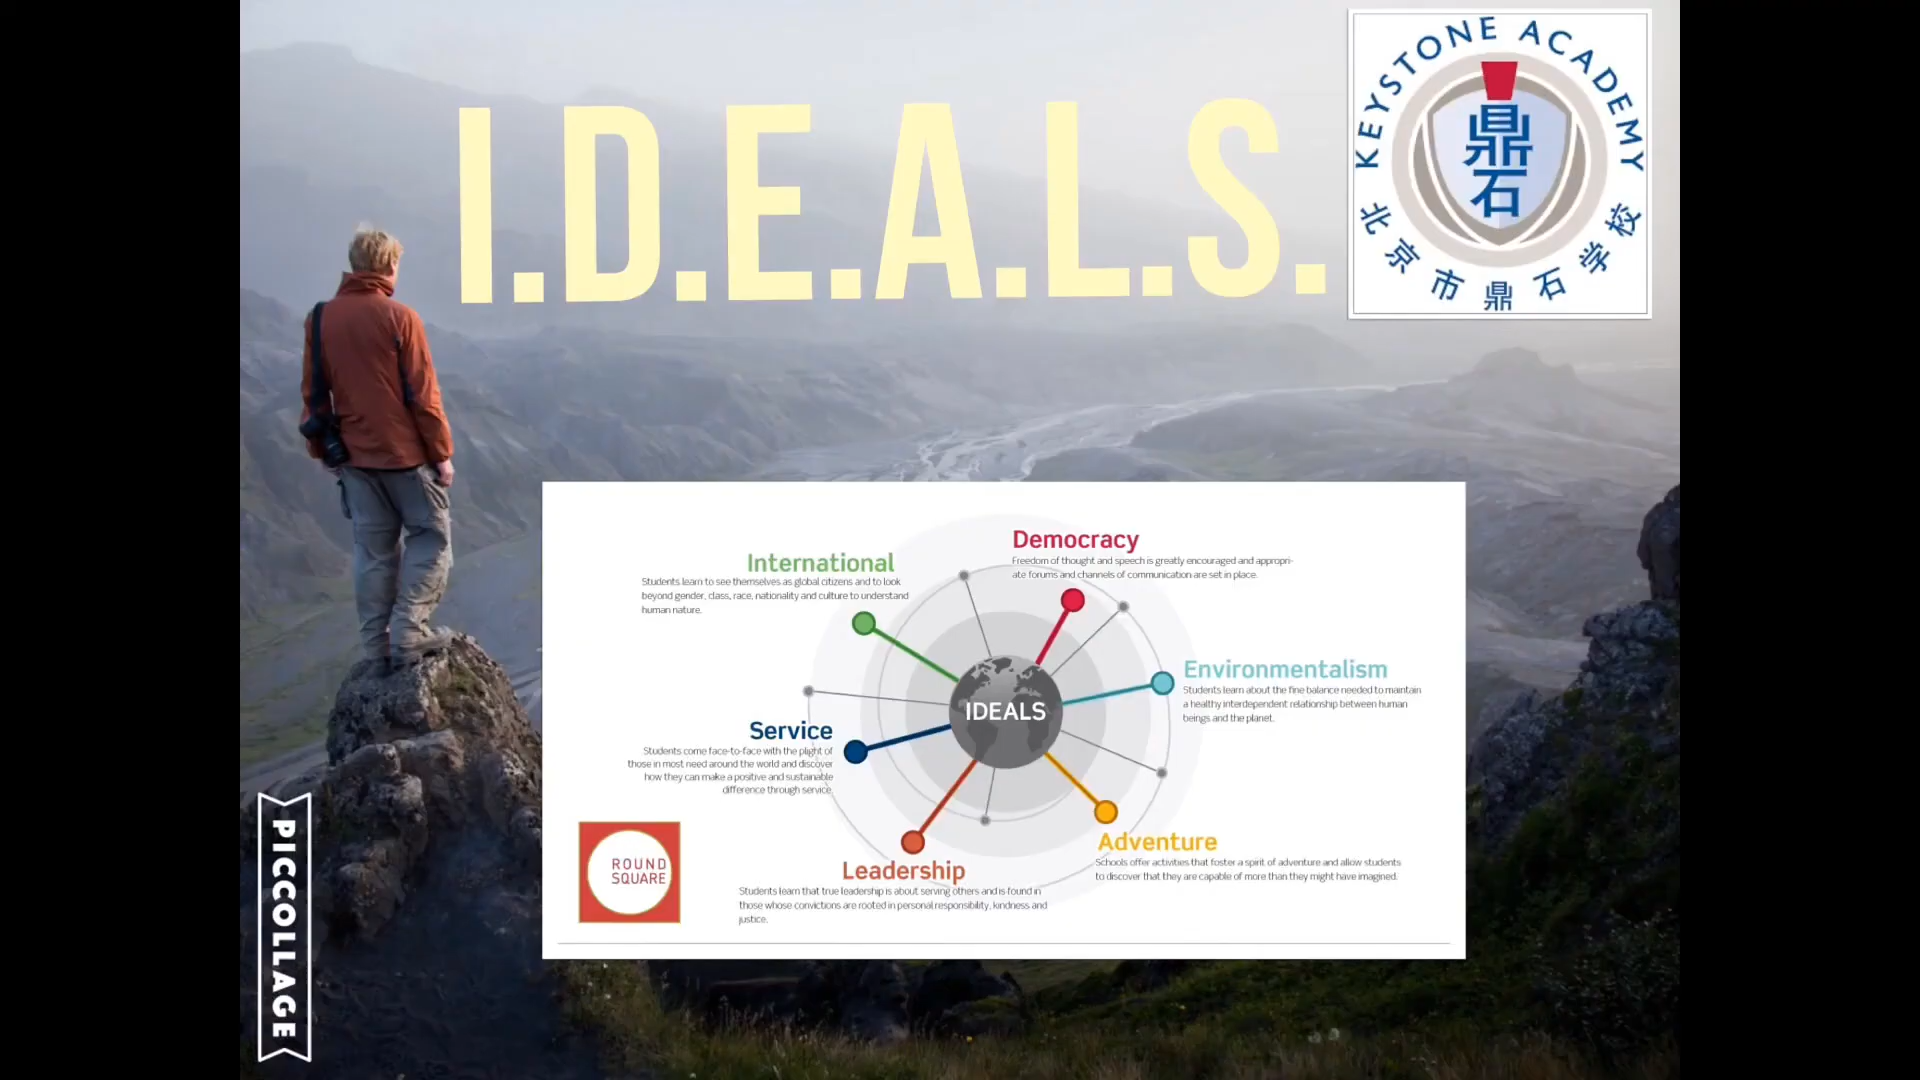 I.D.E.A.L.S.
KEYSTONE ACADEMY
鼎石
北京市鼎石学校
International
Students learn to see themselves as global citizens and to look
beyond gender, class, race, nationality and culture to understand
human nature.
Democracy
Freedom of thought and speech is greatly encouraged and appropri-
ate forums and channels of communication are set in place.
Environmentalism
Students learn about the fine balance needed to maintain
a healthy interdependent relationship between human
beings and the planet.
IDEALS
Service
Students come face-to-face with the plight of
those in most need around the world and discover
how they can make a positive and sustainable
difference through service.
Adventure
Schools offer activities that foster a spirit of adventure and allow students
to discover that they are capable of more than they might have imagined.
Leadership
Students learn that true leadership is about serving others and is found in
those whose convictions are rooted in personal responsibility, kindness and
justice.
ROUND
SQUARE
PICCOLLAGE